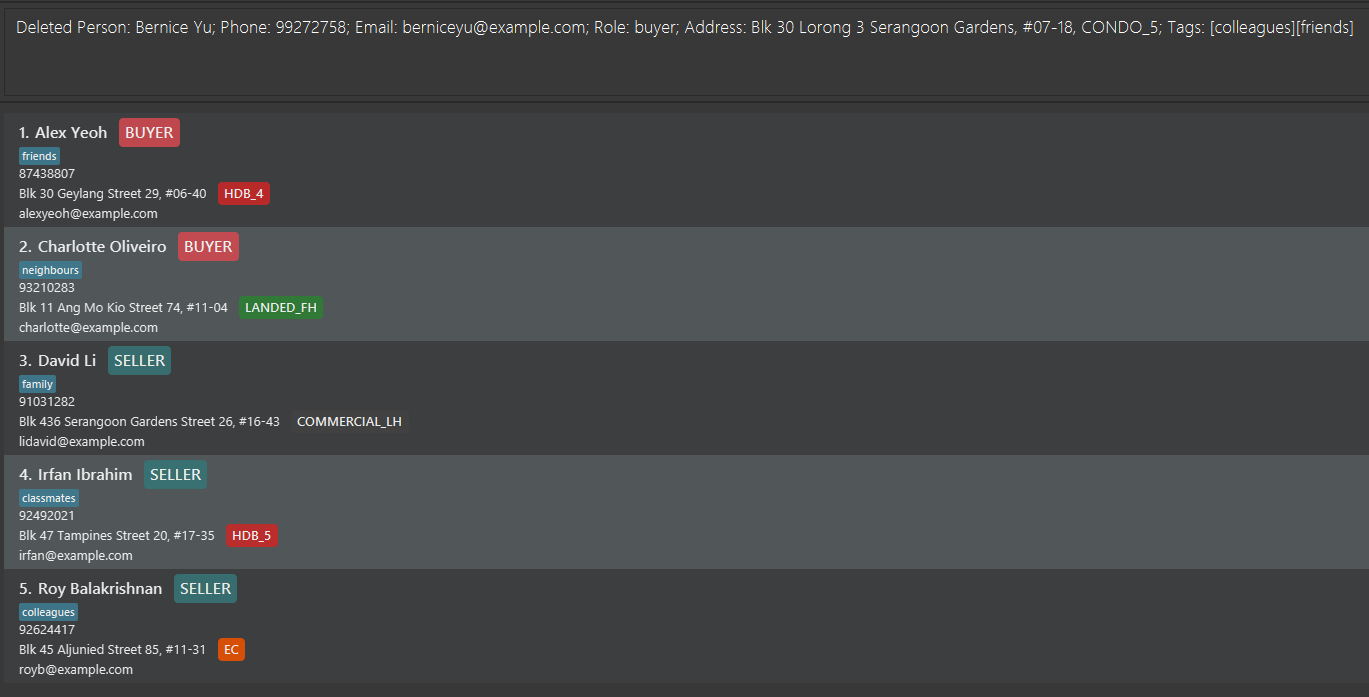 Deleted Person: Bernice Yu; Phone: 99272758; Email: berniceyu@example.com; Role: buyer; Address: Blk 30 Lorong 3 Serangoon Gardens, #07-18, CONDO_5; Tags: [colleagues][friends]
1. Alex Yeoh BUYER
friends
87438807
Blk 30 Geylang Street 29, #06-40 HDB_4
alexyeoh@example.com
2. Charlotte Oliveiro BUYER
neighbours
93210283
Blk 11 Ang Mo Kio Street 74, #11-04 LANDED_FH
charlotte@example.com
3. David Li SELLER
family
91031282
Blk 436 Serangoon Gardens Street 26, #16-43 COMMERCIAL_LH
lidavid@example.com
4. Irfan Ibrahim SELLER
classmates
92492021
Blk 47 Tampines Street 20, #17-35 HDB_5
irfan@example.com
5. Roy Balakrishnan SELLER
colleagues
92624417
Blk 45 Aljunied Street 85, #11-31 EC
royb@example.com